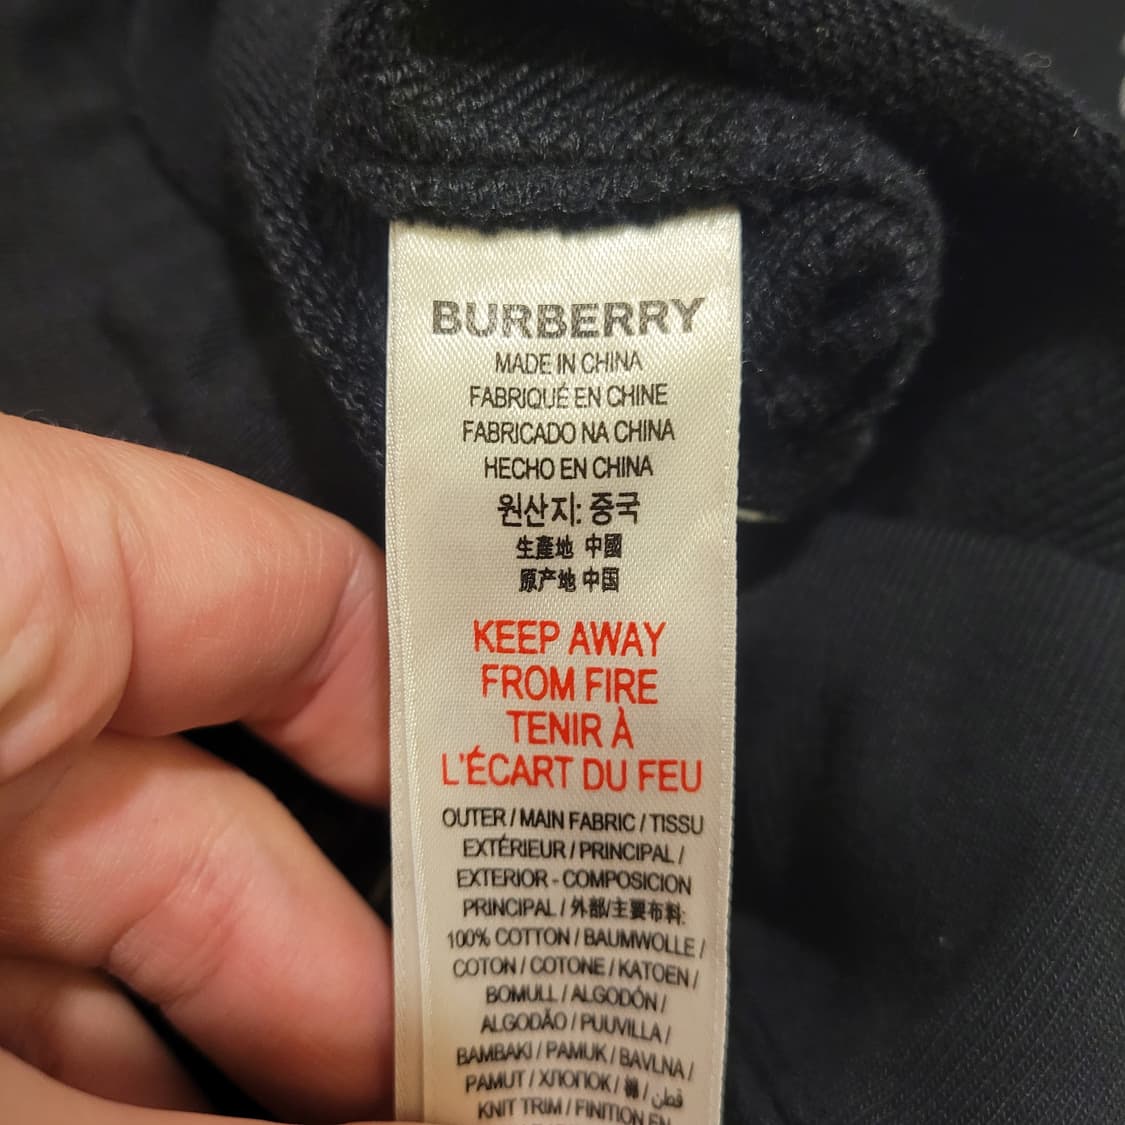 BURBERRY
MADE IN CHINA
FABRIQUÉ EN CHINE
FABRICADO NA CHINA
HECHO EN CHINA
원산지: 중국
生產地 中國
原产地 中国
KEEP AWAY
FROM FIRE
TENIR À
L'ÉCART DU FEU
OUTER / MAIN FABRIC / TISSU
EXTÉRIEUR / PRINCIPAL /
EXTERIOR - COMPOSICION
PRINCIPAL / 外部/主要布料:
100% COTTON / BAUMWOLLE /
COTON / COTONE / KATOEN /
BOMULL / ALGODÓN /
ALGODÃO / PUUVILLA /
BAMBAKI / PAMUK / BAVLNA /
PAMUT / ХЛОПОК / 棉 / قطن
KNIT TRIM / FINITION EN